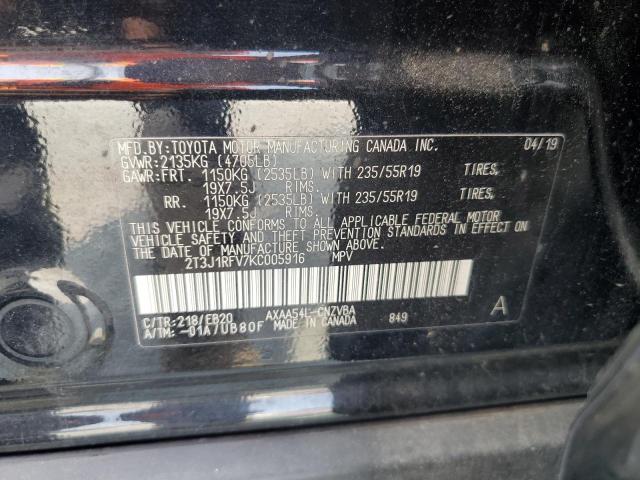 MFD.BY:TOYOTA MOTOR MANUFACTURING CANADA INC. 04/19
GVWR:2135KG (4705LB)
GAWR:FRT. 1150KG (2535LB) WITH 235/55R19 TIRES,
19X7.5J RIMS.
RR. 1150KG (2535LB) WITH 235/55R19 TIRES,
19X7.5J RIMS.
THIS VEHICLE CONFORMS TO ALL APPLICABLE FEDERAL MOTOR
VEHICLE SAFETY AND THEFT PREVENTION STANDARDS IN EFFECT ON
THE DATE OF MANUFACTURE SHOWN ABOVE.
2T3J1RFV7KC005916 MPV
C/TR:218/EB20 AXAA54L-CNZVBA A
A/TM: -01A/UB80F MADE IN CANADA 849